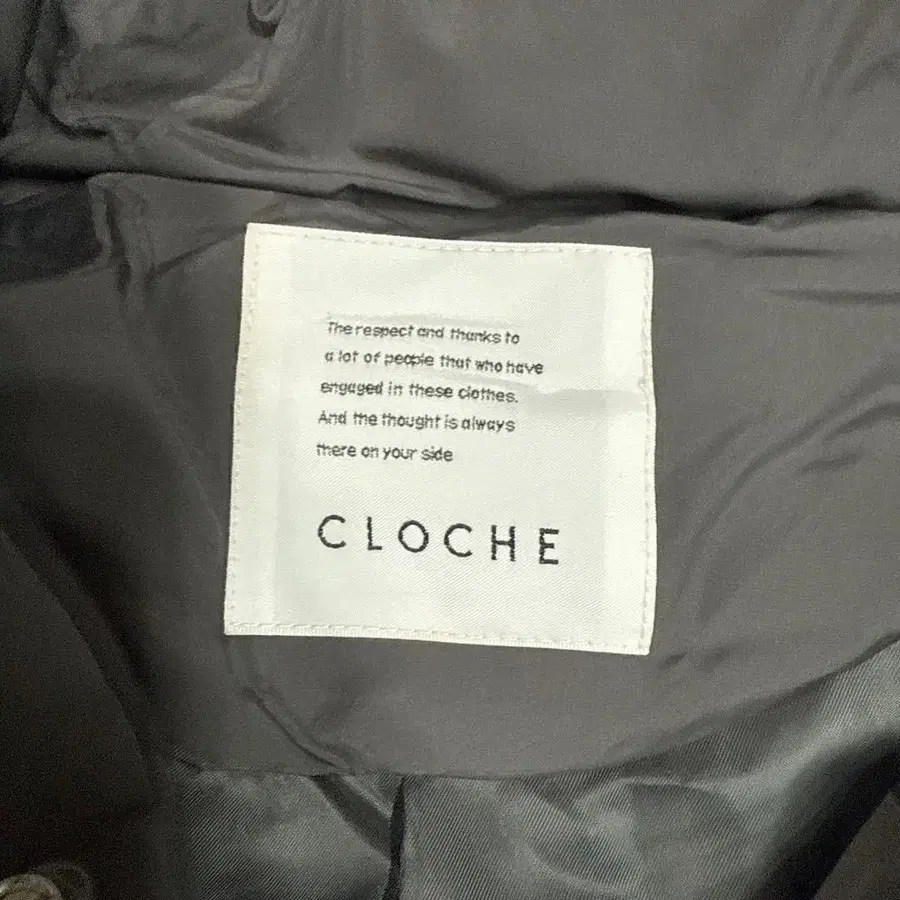 The respect and thanks to
a lot of people that who have
engaged in these clothes.
And the thought is always
there on your side
CLOCHE